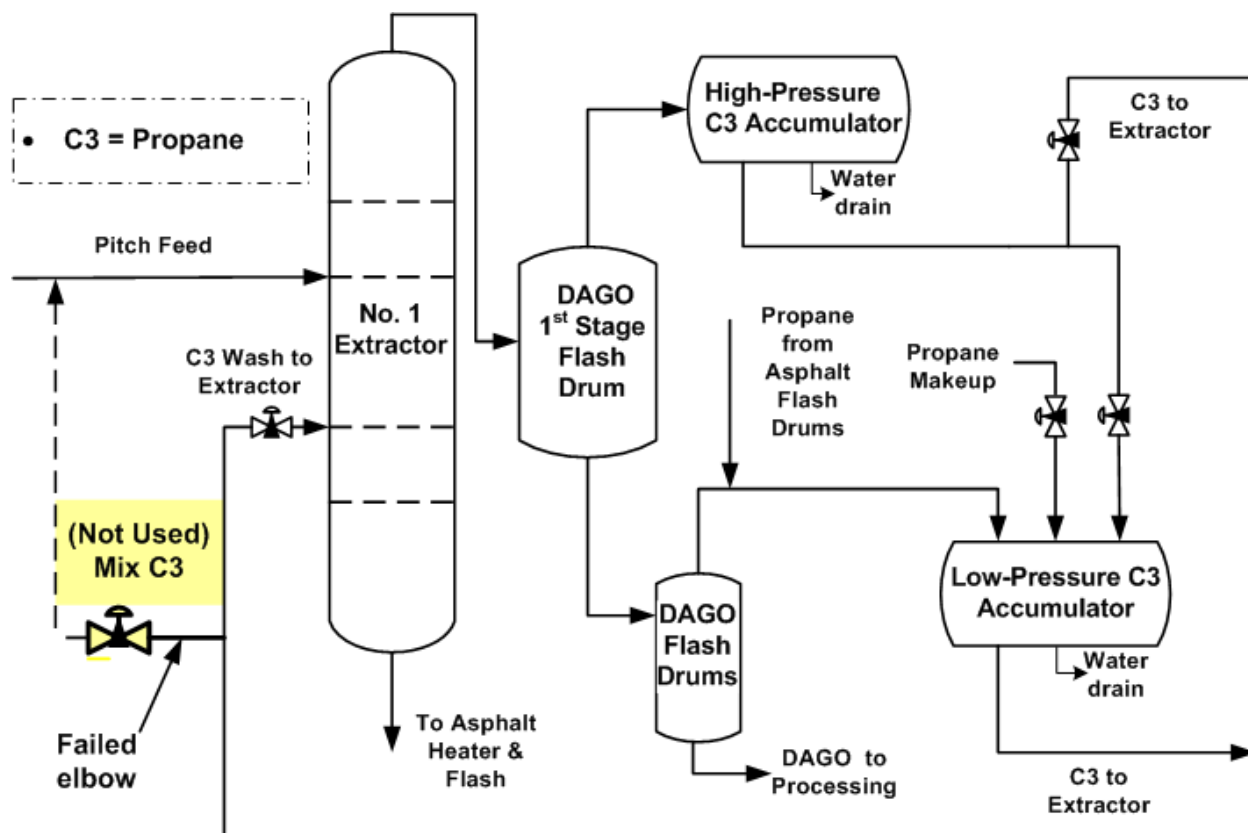 • C3 = Propane
Pitch Feed
No. 1
Extractor
C3 Wash to
Extractor
(Not Used)
Mix C3
Failed
elbow
To Asphalt
Heater &
Flash
DAGO
1st Stage
Flash
Drum
High-Pressure
C3 Accumulator
Water
drain
C3 to
Extractor
Propane
from
Asphalt
Flash
Drums
Propane
Makeup
DAGO
Flash
Drums
DAGO to
Processing
Low-Pressure C3
Accumulator
Water
drain
C3 to
Extractor